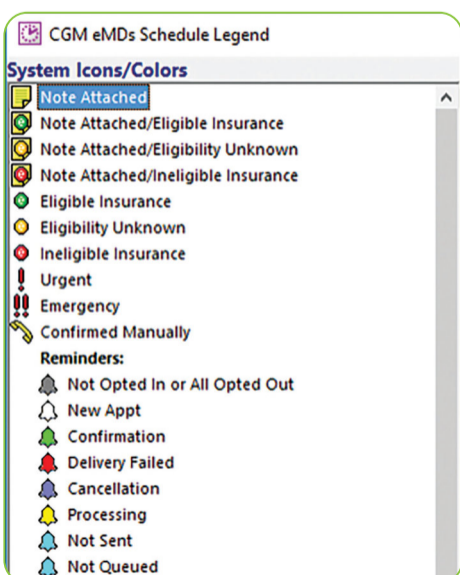 CGM eMDs Schedule Legend
System Icons/Colors
Note Attached
Note Attached/Eligible Insurance
Note Attached/Eligibility Unknown
Note Attached/Ineligible Insurance
Eligible Insurance
Eligibility Unknown
Ineligible Insurance
Urgent
Emergency
Confirmed Manually
Reminders:
Not Opted In or All Opted Out
New Appt
Confirmation
Delivery Failed
Cancellation
Processing
Not Sent
Not Queued